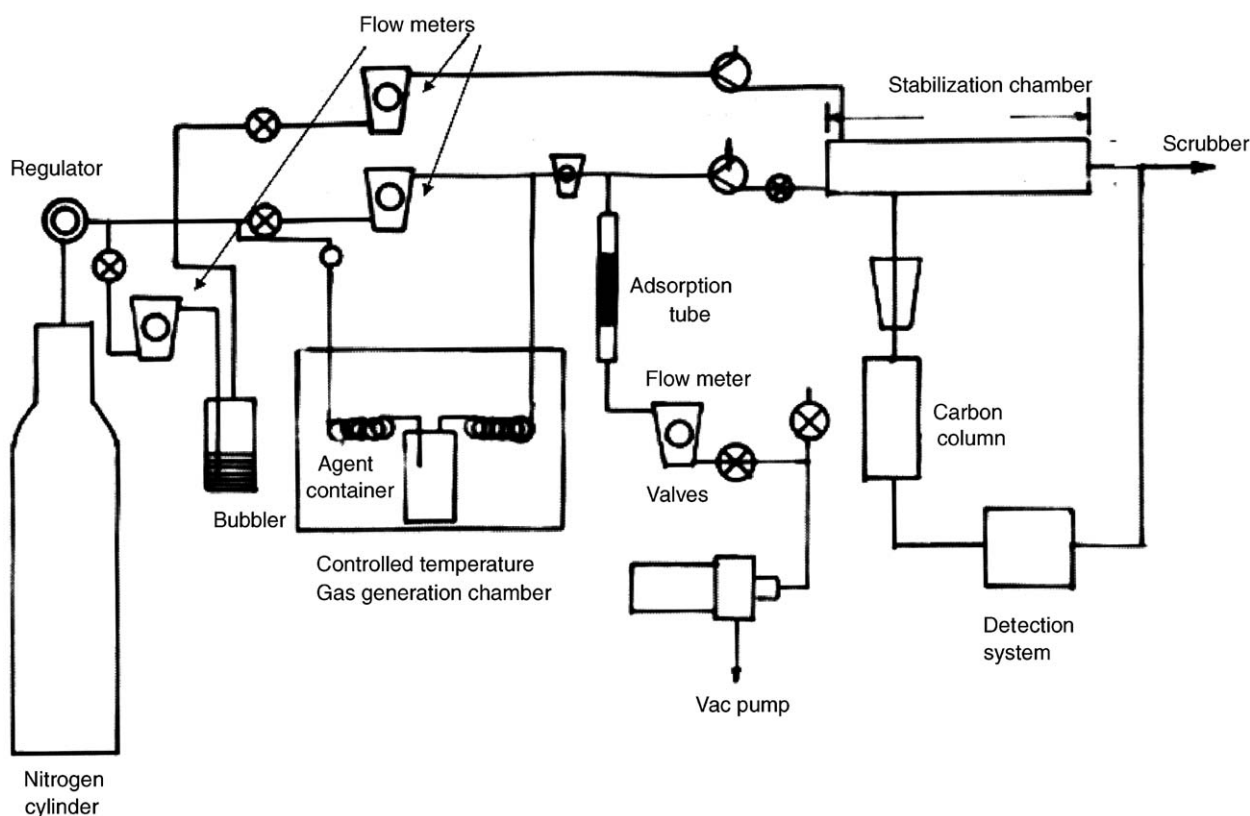 Flow meters
Stabilization chamber
Scrubber
Regulator
Adsorption
tube
Flow meter
Carbon
column
Agent
container
Valves
Bubbler
Controlled temperature
Gas generation chamber
Detection
system
Vac pump
Nitrogen
cylinder